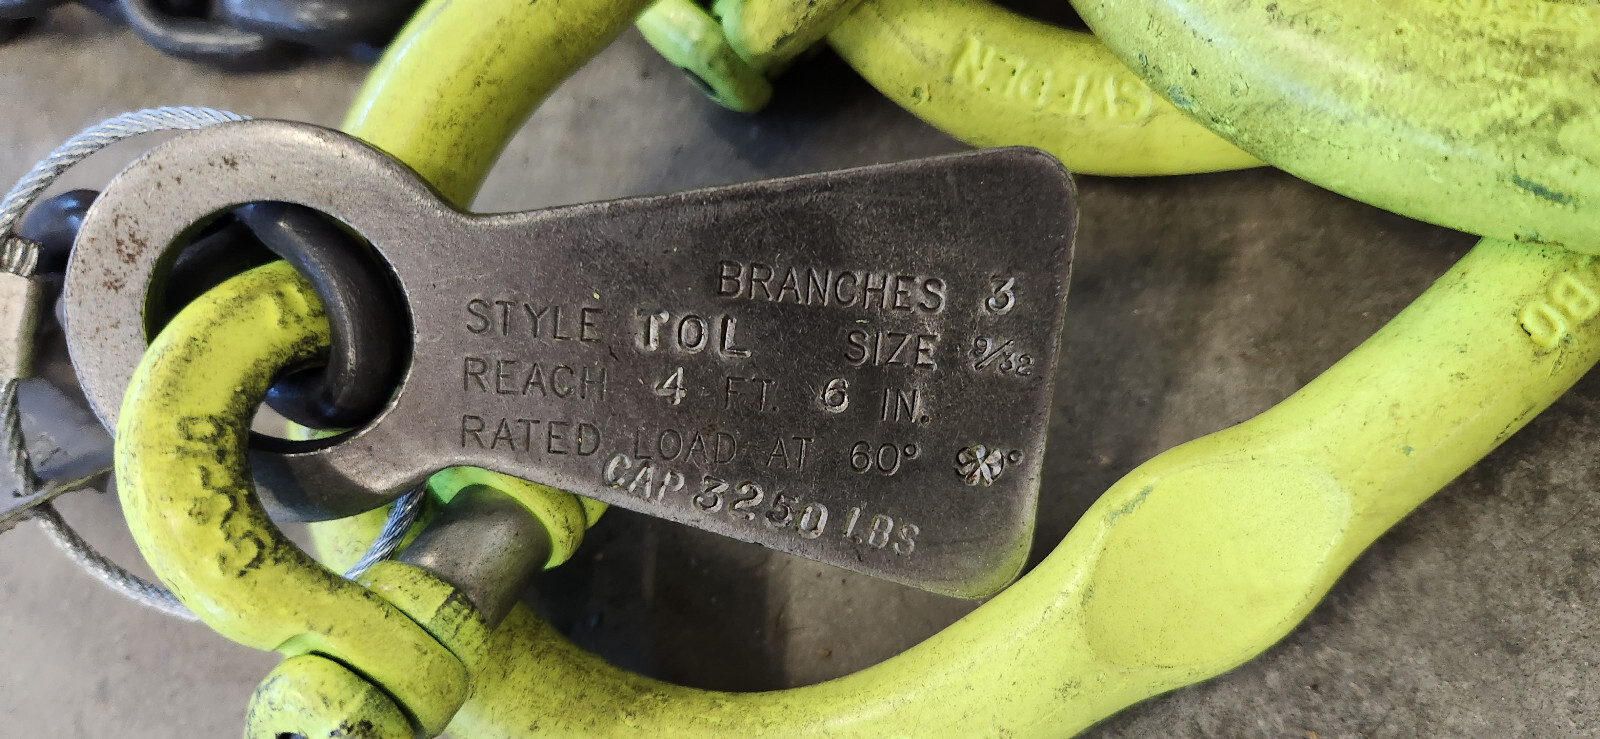 BRANCHES 3
STYLE TOL SIZE 9/32
REACH 4 FT. 6 IN.
RATED LOAD AT 60°
CAP 3250 LBS